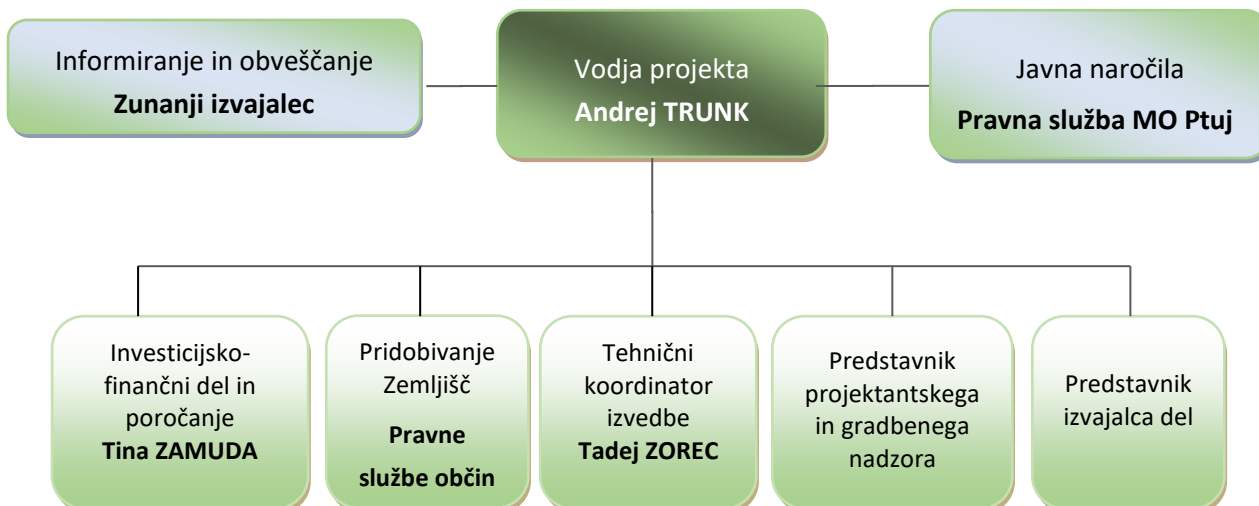 Informiranje in obveščanje
Zunanji izvajalec
Vodja projekta
Andrej TRUNK
Javna naročila
Pravna služba MO Ptuj
Investicijsko-
finančni del in
poročanje
Tina ZAMUDA
Pridobivanje
Zemljišč
Pravne
službe občin
Tehnični
koordinator
izvedbe
Tadej ZOREC
Predstavnik
projektantskega
in gradbenega
nadzora
Predstavnik
izvajalca del